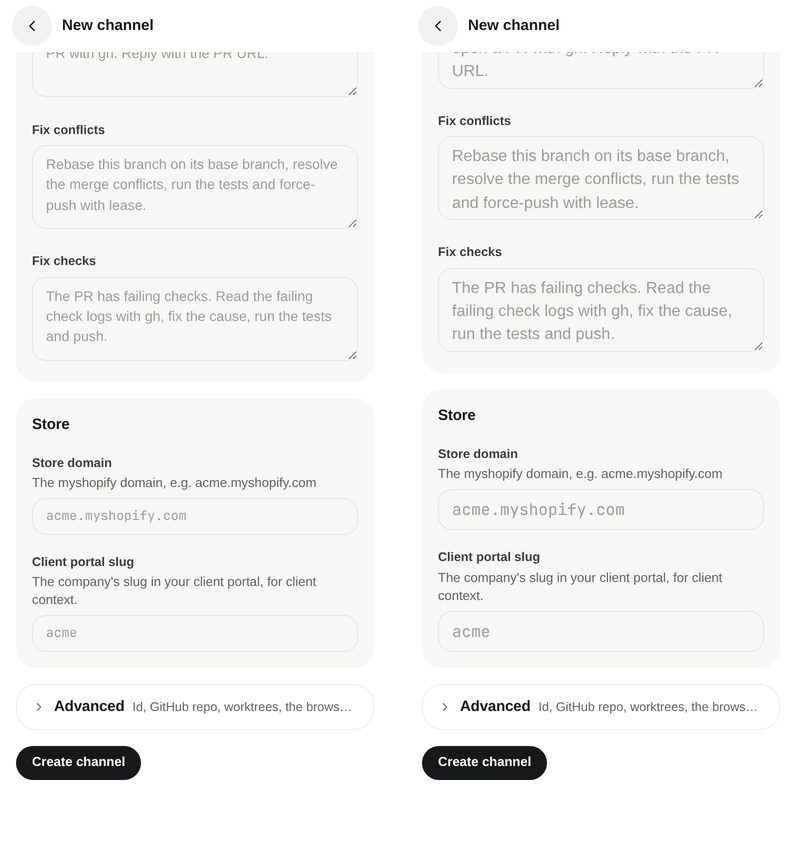 New channel
PR with gh. Reply with the PR URL.
Fix conflicts
Rebase this branch on its base branch, resolve
the merge conflicts, run the tests and force-
push with lease.
Fix checks
The PR has failing checks. Read the failing
check logs with gh, fix the cause, run the tests
and push.
Store
Store domain
The myshopify domain, e.g. acme.myshopify.com
acme.myshopify.com
Client portal slug
The company's slug in your client portal, for client
context.
acme
Advanced Id, GitHub repo, worktrees, the brows…
Create channel
New channel
open a PR with gh. Reply with the PR
URL.
Fix conflicts
Rebase this branch on its base branch,
resolve the merge conflicts, run the tests
and force-push with lease.
Fix checks
The PR has failing checks. Read the
failing check logs with gh, fix the cause,
run the tests and push.
Store
Store domain
The myshopify domain, e.g. acme.myshopify.com
acme.myshopify.com
Client portal slug
The company's slug in your client portal, for client
context.
acme
Advanced Id, GitHub repo, worktrees, the brows…
Create channel